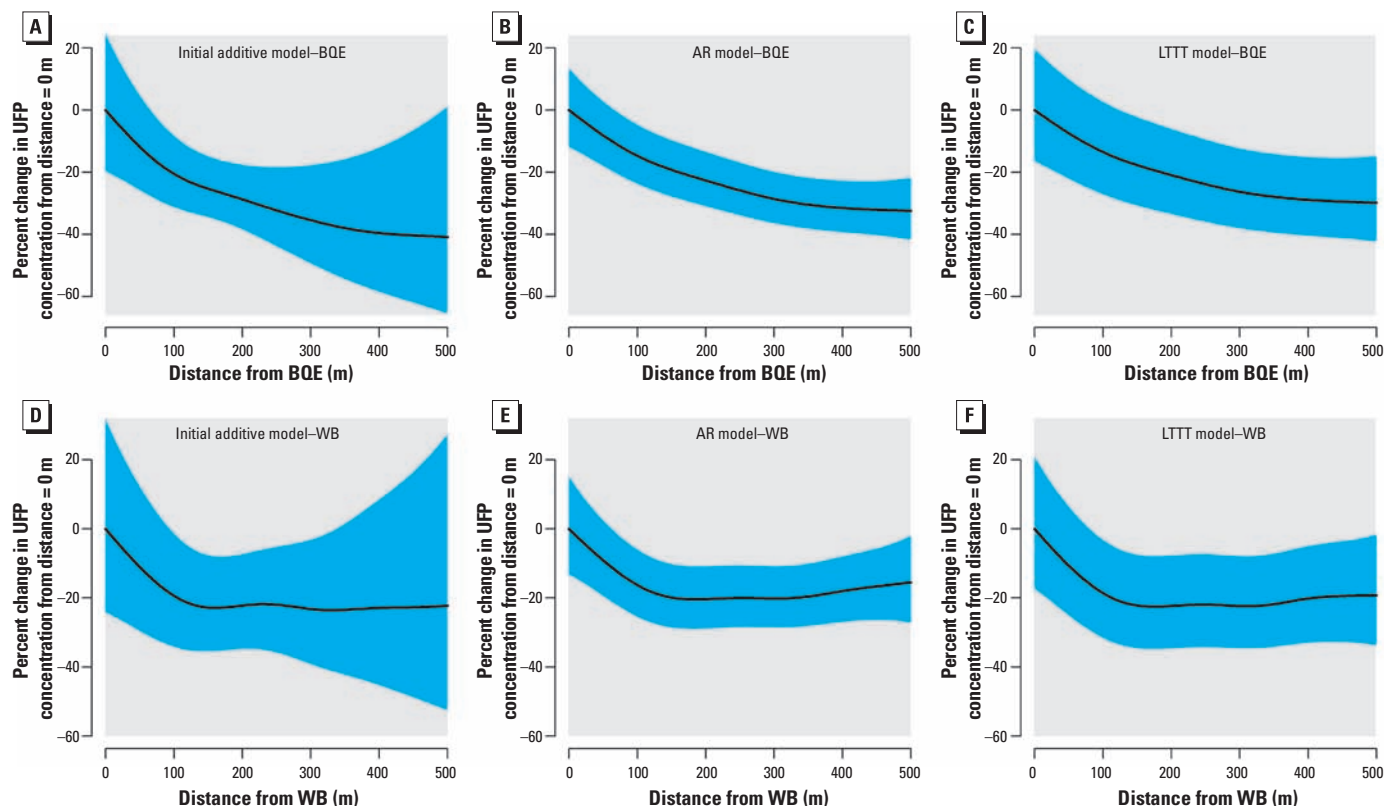 A
Initial additive model–BQE
Percent change in UFP
concentration from distance = 0 m
20
0
–20
–40
–60
0 100 200 300 400 500
Distance from BQE (m)
B
AR model–BQE
Percent change in UFP
concentration from distance = 0 m
20
0
–20
–40
–60
0 100 200 300 400 500
Distance from BQE (m)
C
LTTT model–BQE
Percent change in UFP
concentration from distance = 0 m
20
0
–20
–40
–60
0 100 200 300 400 500
Distance from BQE (m)
D
Initial additive model–WB
Percent change in UFP
concentration from distance = 0 m
20
0
–20
–40
–60
0 100 200 300 400 500
Distance from WB (m)
E
AR model–WB
Percent change in UFP
concentration from distance = 0 m
20
0
–20
–40
–60
0 100 200 300 400 500
Distance from WB (m)
F
LTTT model–WB
Percent change in UFP
concentration from distance = 0 m
20
0
–20
–40
–60
0 100 200 300 400 500
Distance from WB (m)